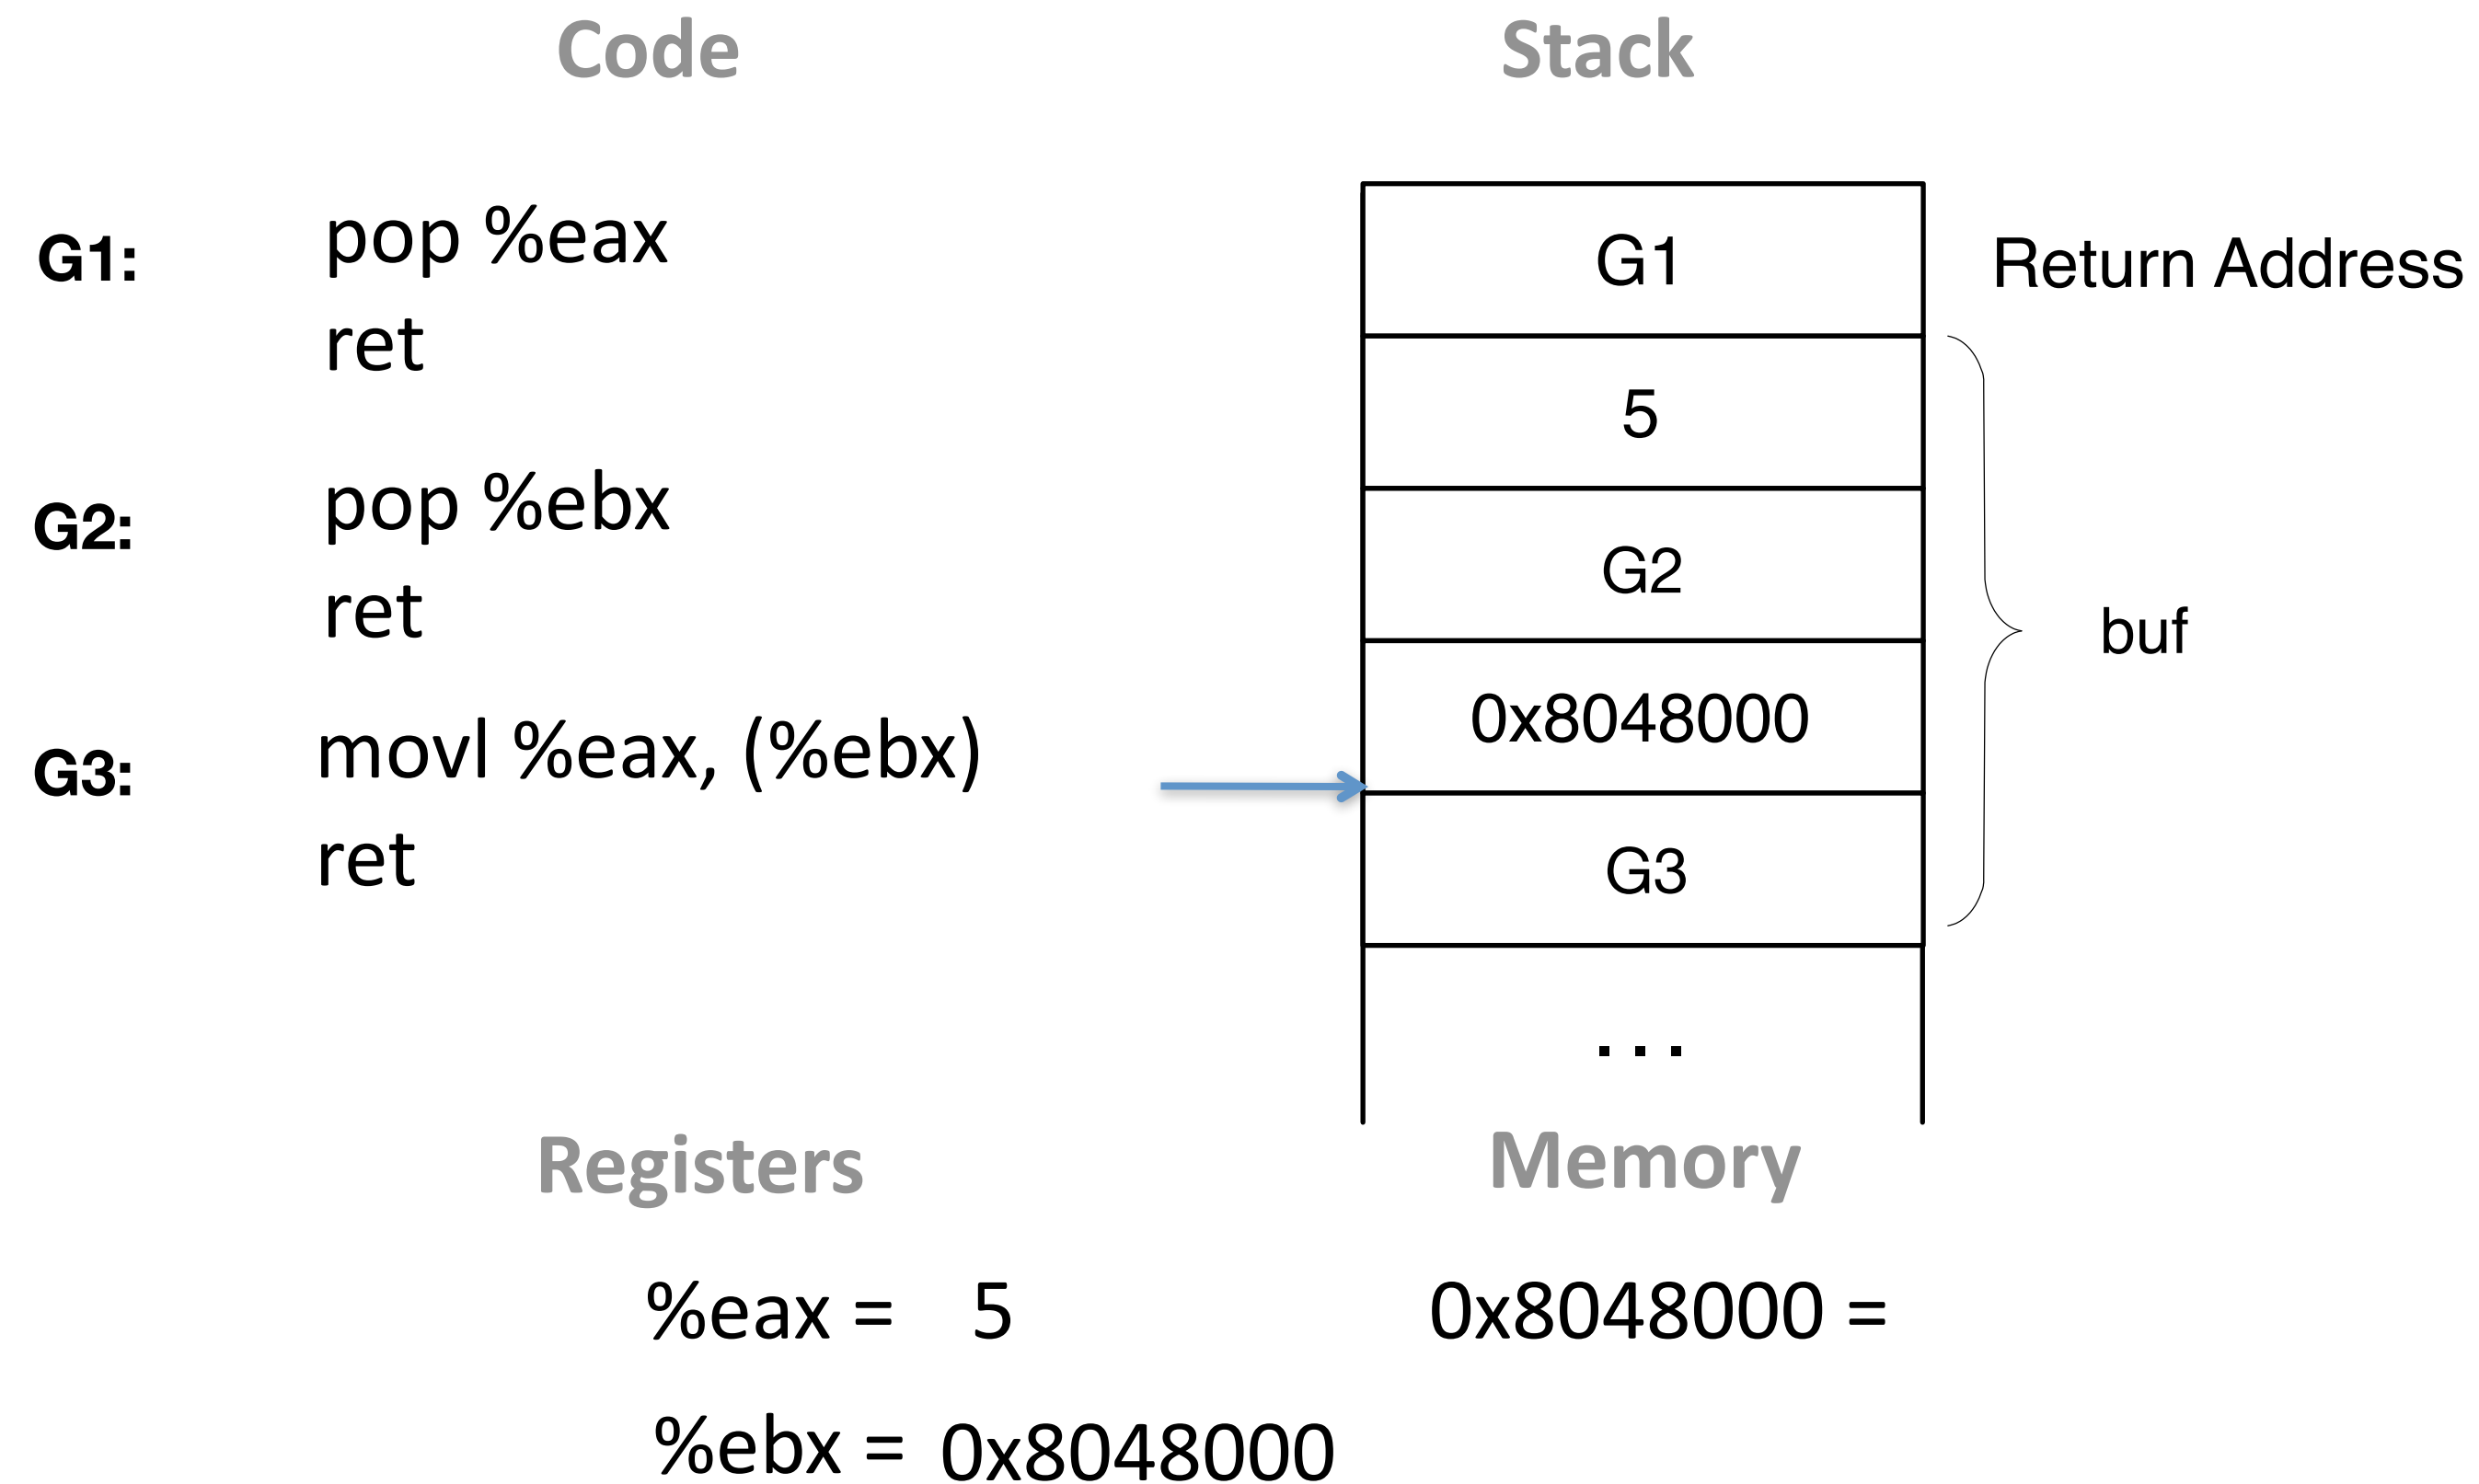 Code
G1: pop %eax
ret
G2: pop %ebx
ret
G3: movl %eax, (%ebx)
ret
Stack
G1 Return Address
5
G2
0x8048000
G3
buf
...
Registers
%eax = 5
%ebx = 0x8048000
Memory
0x8048000 =